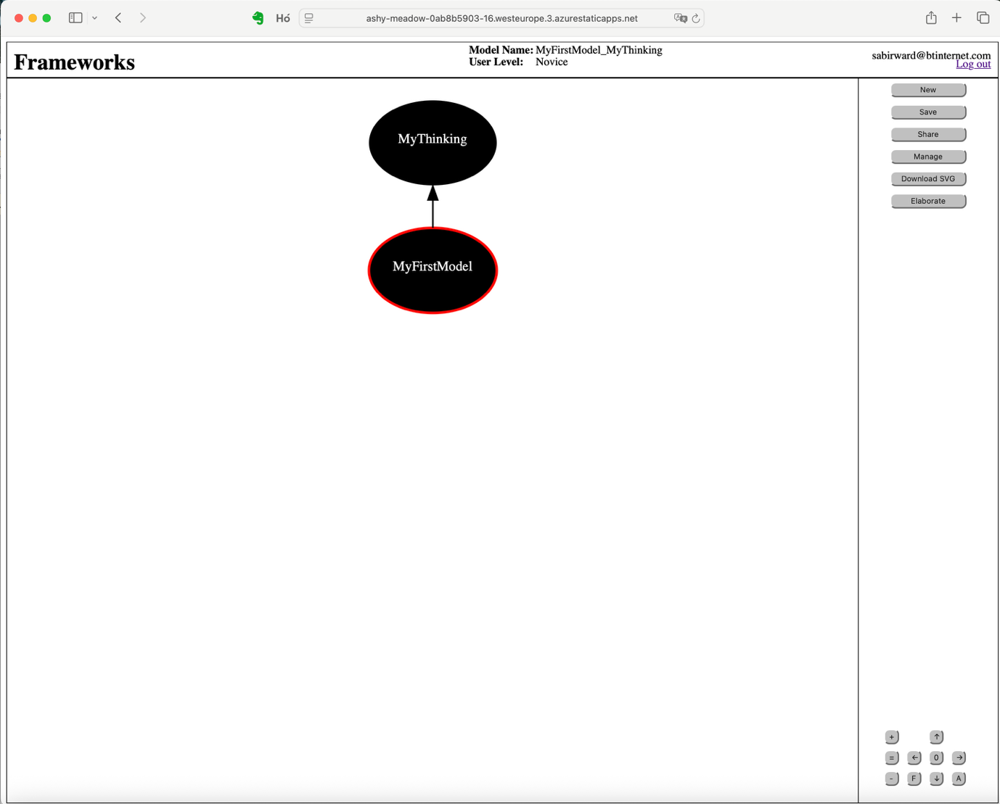 Hó
ashy-meadow-0ab8b5903-16.westeurope.3.azurestaticapps.net
Frameworks
Model Name: MyFirstModel_MyThinking
User Level: Novice
sabirward@btinternet.com
Log out
MyThinking
MyFirstModel
New
Save
Share
Manage
Download SVG
Elaborate
+ ↑
= ← 0 →
- F ↓ A